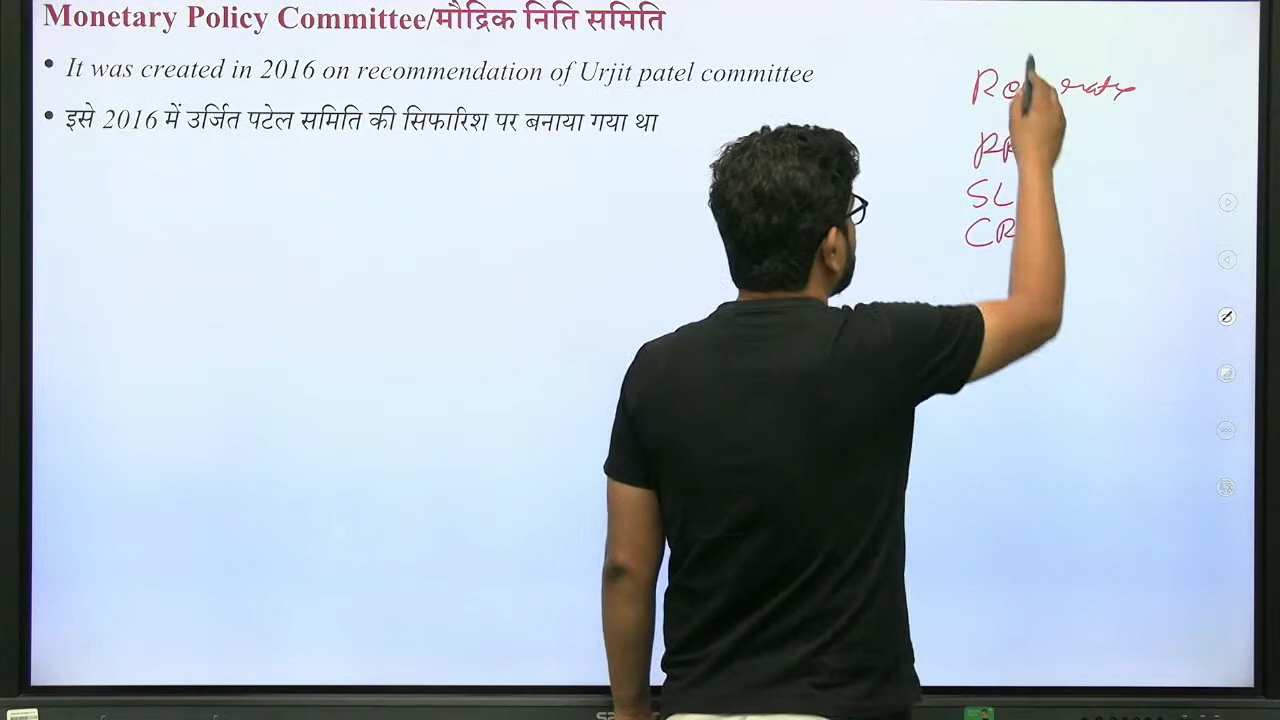 Monetary Policy Committee/मौद्रिक निति समिति
• It was created in 2016 on recommendation of Urjit patel committee
• इसे 2016 में उर्जित पटेल समिति की सिफारिश पर बनाया गया था